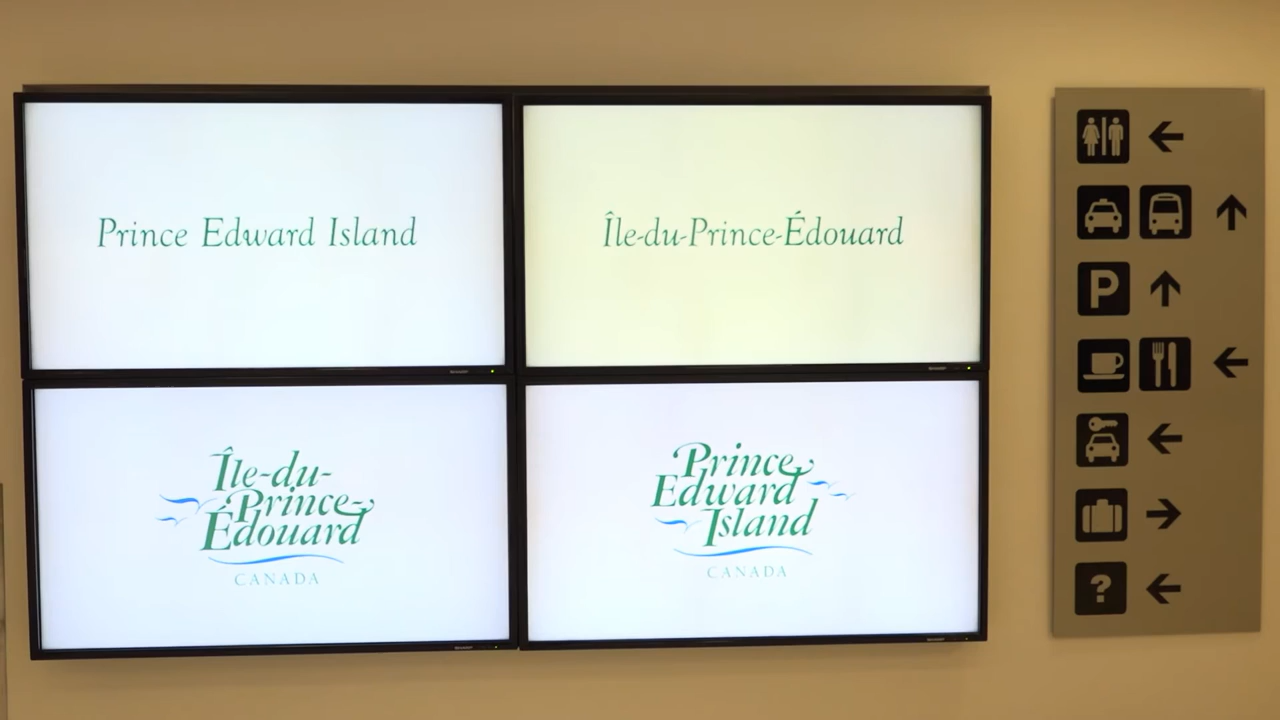 Prince Edward Island
Île-du-Prince-Édouard
Île-du-
Prince-
Édouard
CANADA
Prince
Edward
Island
CANADA
P
?